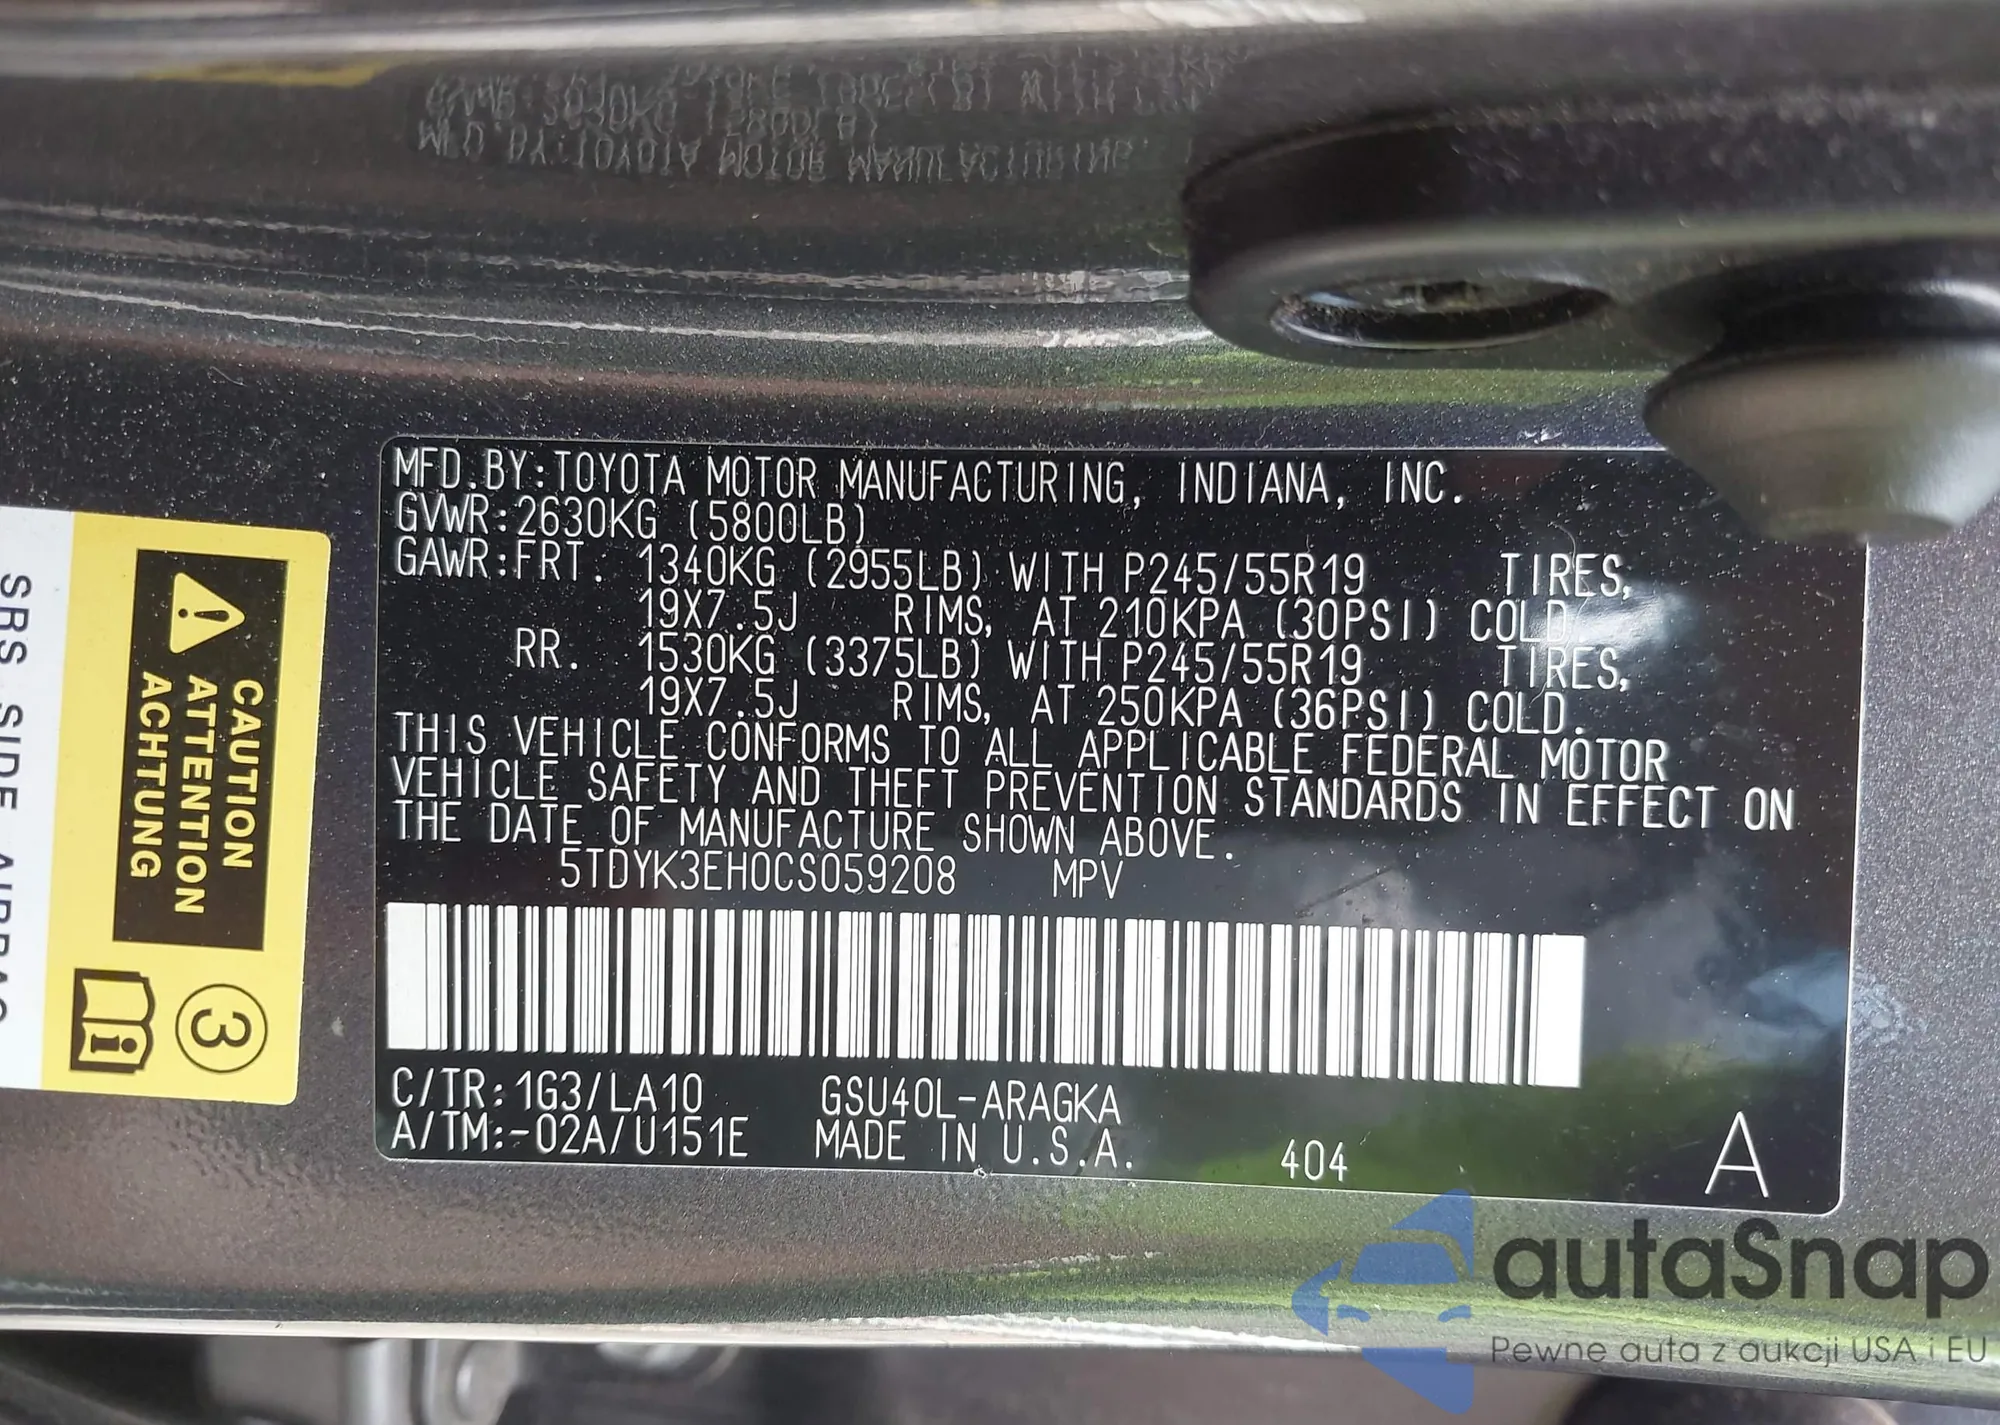 MFD.BY:TOYOTA MOTOR MANUFACTURING, INDIANA, INC.
GVWR:2630KG (5800LB)
GAWR:FRT. 1340KG (2955LB) WITH P245/55R19 TIRES,
19X7.5J RIMS, AT 210KPA (30PSI) COLD.
RR. 1530KG (3375LB) WITH P245/55R19 TIRES,
19X7.5J RIMS, AT 250KPA (36PSI) COLD.
THIS VEHICLE CONFORMS TO ALL APPLICABLE FEDERAL MOTOR
VEHICLE SAFETY AND THEFT PREVENTION STANDARDS IN EFFECT ON
THE DATE OF MANUFACTURE SHOWN ABOVE.
5TDYK3EH0CS059208 MPV
C/TR:1G3/LA10 GSU40L-ARAGKA
A/TM:-02A/U151E MADE IN U.S.A. 404 A
CAUTION
ATTENTION
ACHTUNG
3
SRS SIDE AIRBAG
autaSnap
Pewne auta z aukcji USA i EU